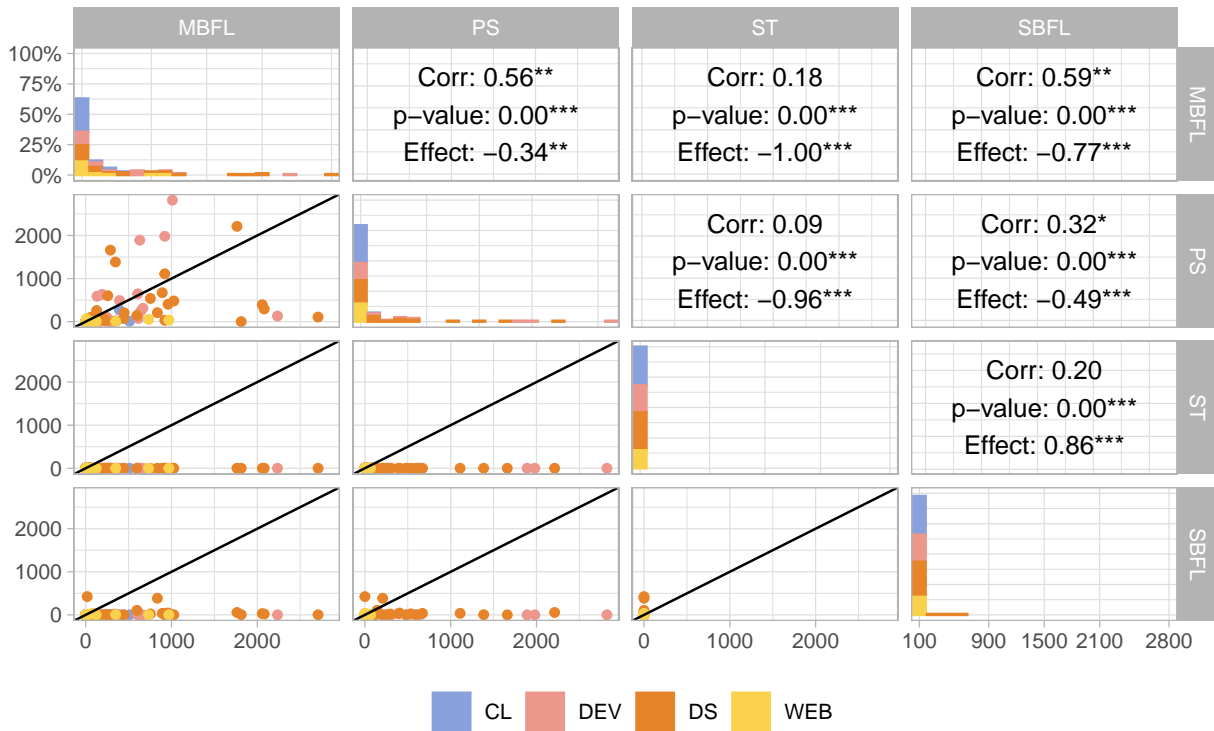 MBFL PS ST SBFL
100%
75%
50%
25%
0%
Corr: 0.56**
p−value: 0.00***
Effect: −0.34**
Corr: 0.18
p−value: 0.00***
Effect: −1.00***
Corr: 0.59**
p−value: 0.00***
Effect: −0.77***
MBFL
2000
1000
0
Corr: 0.09
p−value: 0.00***
Effect: −0.96***
Corr: 0.32*
p−value: 0.00***
Effect: −0.49***
PS
2000
1000
0
Corr: 0.20
p−value: 0.00***
Effect: 0.86***
ST
2000
1000
0
SBFL
0 1000 2000 0 1000 2000 0 1000 2000 100 900 1500 2100 2800
CL DEV DS WEB